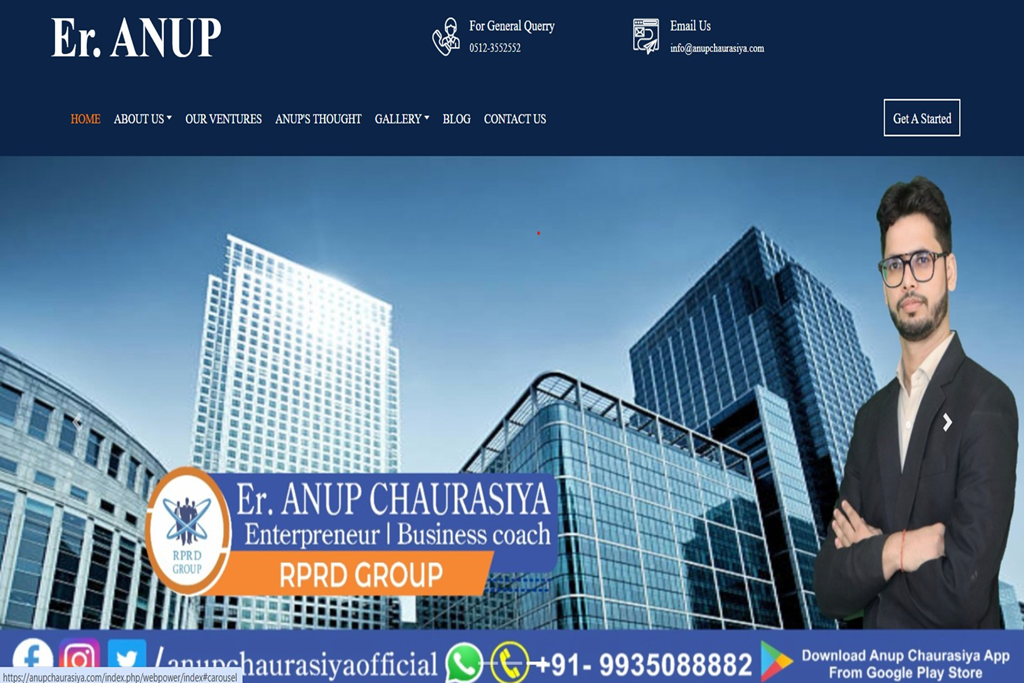 Er. ANUP
For General Querry
0512-3552552
Email Us
info@anupchaurasiya.com
HOME ABOUT US OUR VENTURES ANUP'S THOUGHT GALLERY BLOG CONTACT US
Get A Started
Er. ANUP CHAURASIYA
Enterpreneur | Business coach
RPRD GROUP
RPRD
GROUP
/anupchaurasiyaofficial
+91- 9935088882
Download Anup Chaurasiya App
From Google Play Store
https://anupchaurasiya.com/index.php/webpower/index#carousel